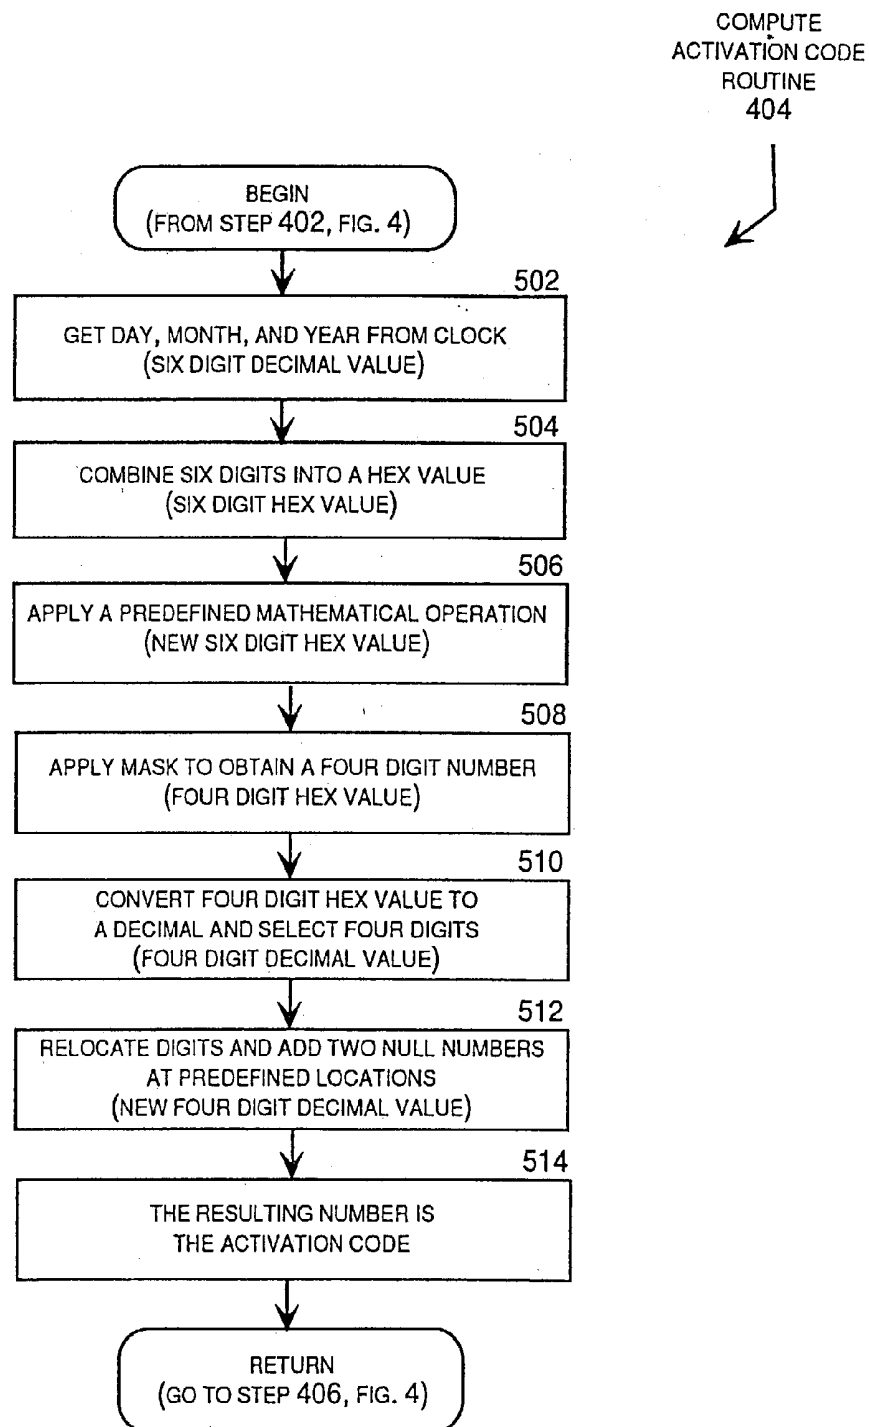 COMPUTE
ACTIVATION CODE
ROUTINE
404
BEGIN
(FROM STEP 402, FIG. 4)
502
GET DAY, MONTH, AND YEAR FROM CLOCK
(SIX DIGIT DECIMAL VALUE)
504
COMBINE SIX DIGITS INTO A HEX VALUE
(SIX DIGIT HEX VALUE)
506
APPLY A PREDEFINED MATHEMATICAL OPERATION
(NEW SIX DIGIT HEX VALUE)
508
APPLY MASK TO OBTAIN A FOUR DIGIT NUMBER
(FOUR DIGIT HEX VALUE)
510
CONVERT FOUR DIGIT HEX VALUE TO
A DECIMAL AND SELECT FOUR DIGITS
(FOUR DIGIT DECIMAL VALUE)
512
RELOCATE DIGITS AND ADD TWO NULL NUMBERS
AT PREDEFINED LOCATIONS
(NEW FOUR DIGIT DECIMAL VALUE)
514
THE RESULTING NUMBER IS
THE ACTIVATION CODE
RETURN
(GO TO STEP 406, FIG. 4)